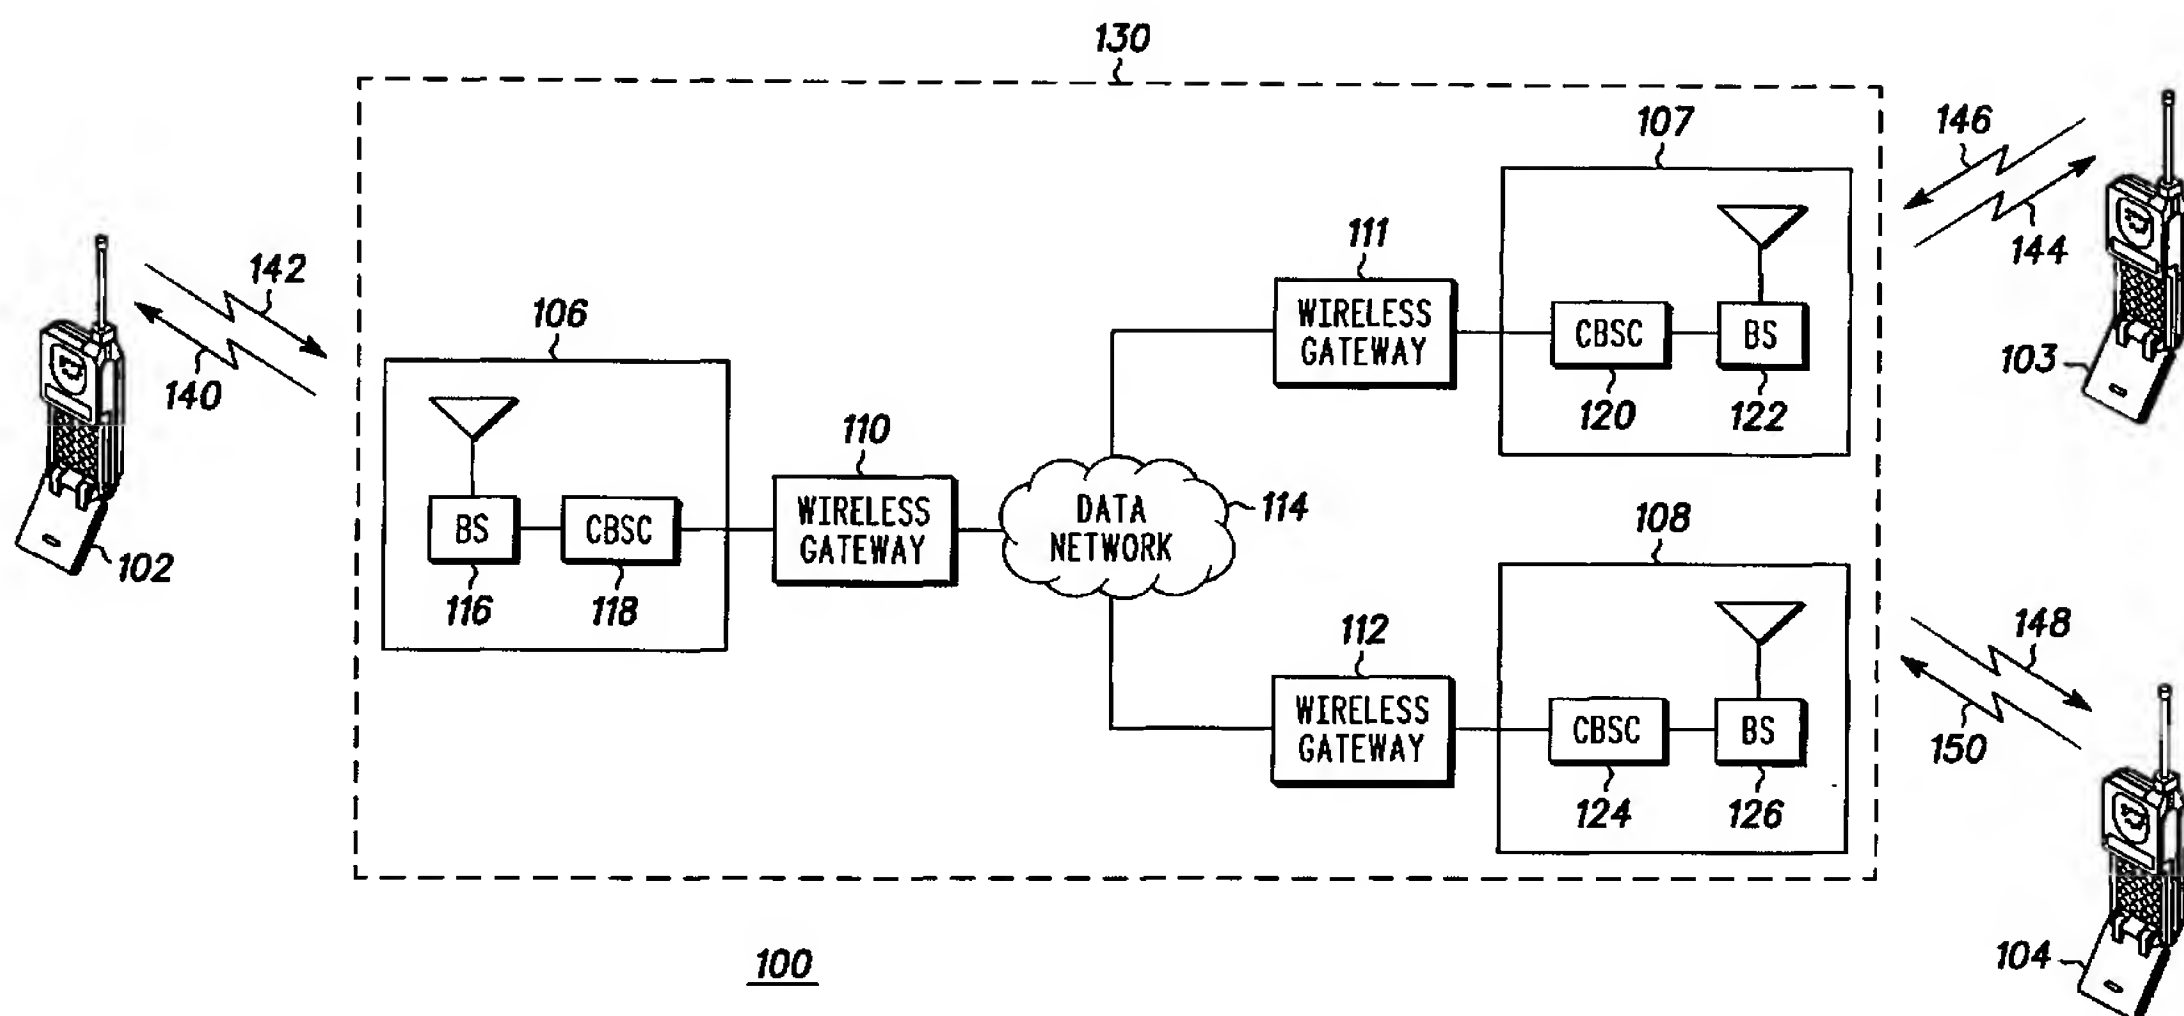 130
107
146
144
111
WIRELESS
GATEWAY
CBSC
BS
120
122
103
142
140
106
110
BS
CBSC
116
118
WIRELESS
GATEWAY
DATA
NETWORK
114
102
108
112
WIRELESS
GATEWAY
CBSC
BS
124
126
148
150
104
100